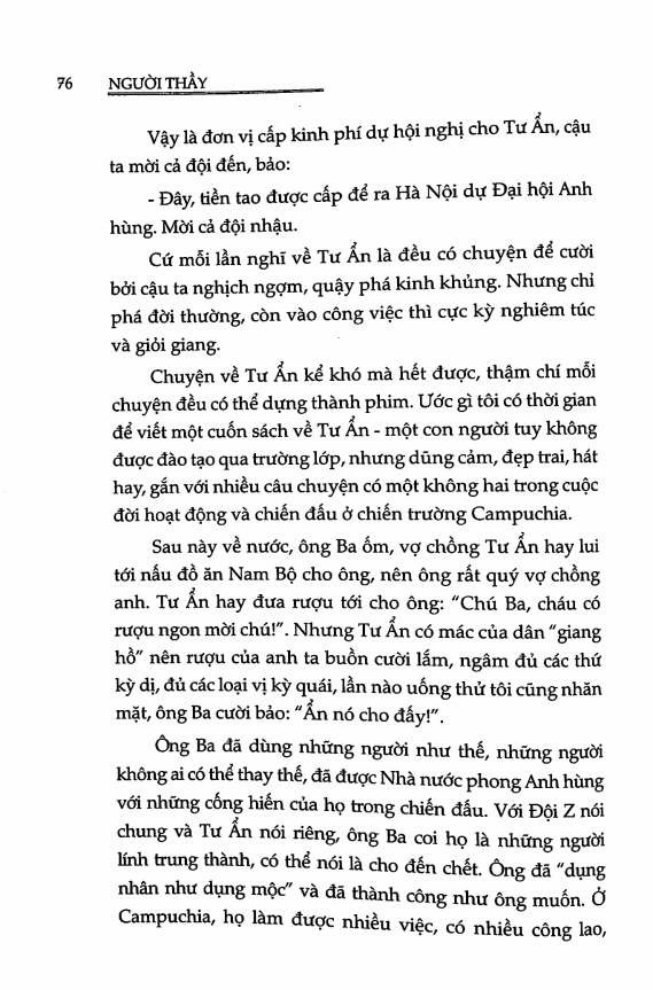 76 NGƯỜI THẦY
Vậy là đơn vị cấp kinh phí dự hội nghị cho Tư Ẩn, cậu
ta mời cả đội đến, bảo:
- Đây, tiền tao được cấp để ra Hà Nội dự Đại hội Anh
hùng. Mời cả đội nhậu.
Cứ mỗi lần nghĩ về Tư Ẩn là đều có chuyện để cười
bởi cậu ta nghịch ngợm, quậy phá kinh khủng. Nhưng chỉ
phá đời thường, còn vào công việc thì cực kỳ nghiêm túc
và giỏi giang.
Chuyện về Tư Ẩn kể khó mà hết được, thậm chí mỗi
chuyện đều có thể dựng thành phim. Ước gì tôi có thời gian
để viết một cuốn sách về Tư Ẩn - một con người tuy không
được đào tạo qua trường lớp, nhưng dũng cảm, đẹp trai, hát
hay, gắn với nhiều câu chuyện có một không hai trong cuộc
đời hoạt động và chiến đấu ở chiến trường Campuchia.
Sau này về nước, ông Ba ốm, vợ chồng Tư Ẩn hay lui
tới nấu đồ ăn Nam Bộ cho ông, nên ông rất quý vợ chồng
anh. Tư Ẩn hay đưa rượu tới cho ông: "Chú Ba, cháu có
rượu ngon mời chú!". Nhưng Tư Ẩn có mác của dân "giang
hồ" nên rượu của anh ta buồn cười lắm, ngâm đủ các thứ
kỳ dị, đủ các loại vị kỳ quái, lần nào uống thử tôi cũng nhăn
mặt, ông Ba cười bảo: "Ẩn nó cho đấy!".
Ông Ba đã dùng những người như thế, những người
không ai có thể thay thế, đã được Nhà nước phong Anh hùng
với những cống hiến của họ trong chiến đấu. Với Đội Z nói
chung và Tư Ẩn nói riêng, ông Ba coi họ là những người
lính trung thành, có thể nói là cho đến chết. Ông đã "dụng
nhân như dụng mộc" và đã thành công như ông muốn. Ở
Campuchia, họ làm được nhiều việc, có nhiều công lao,